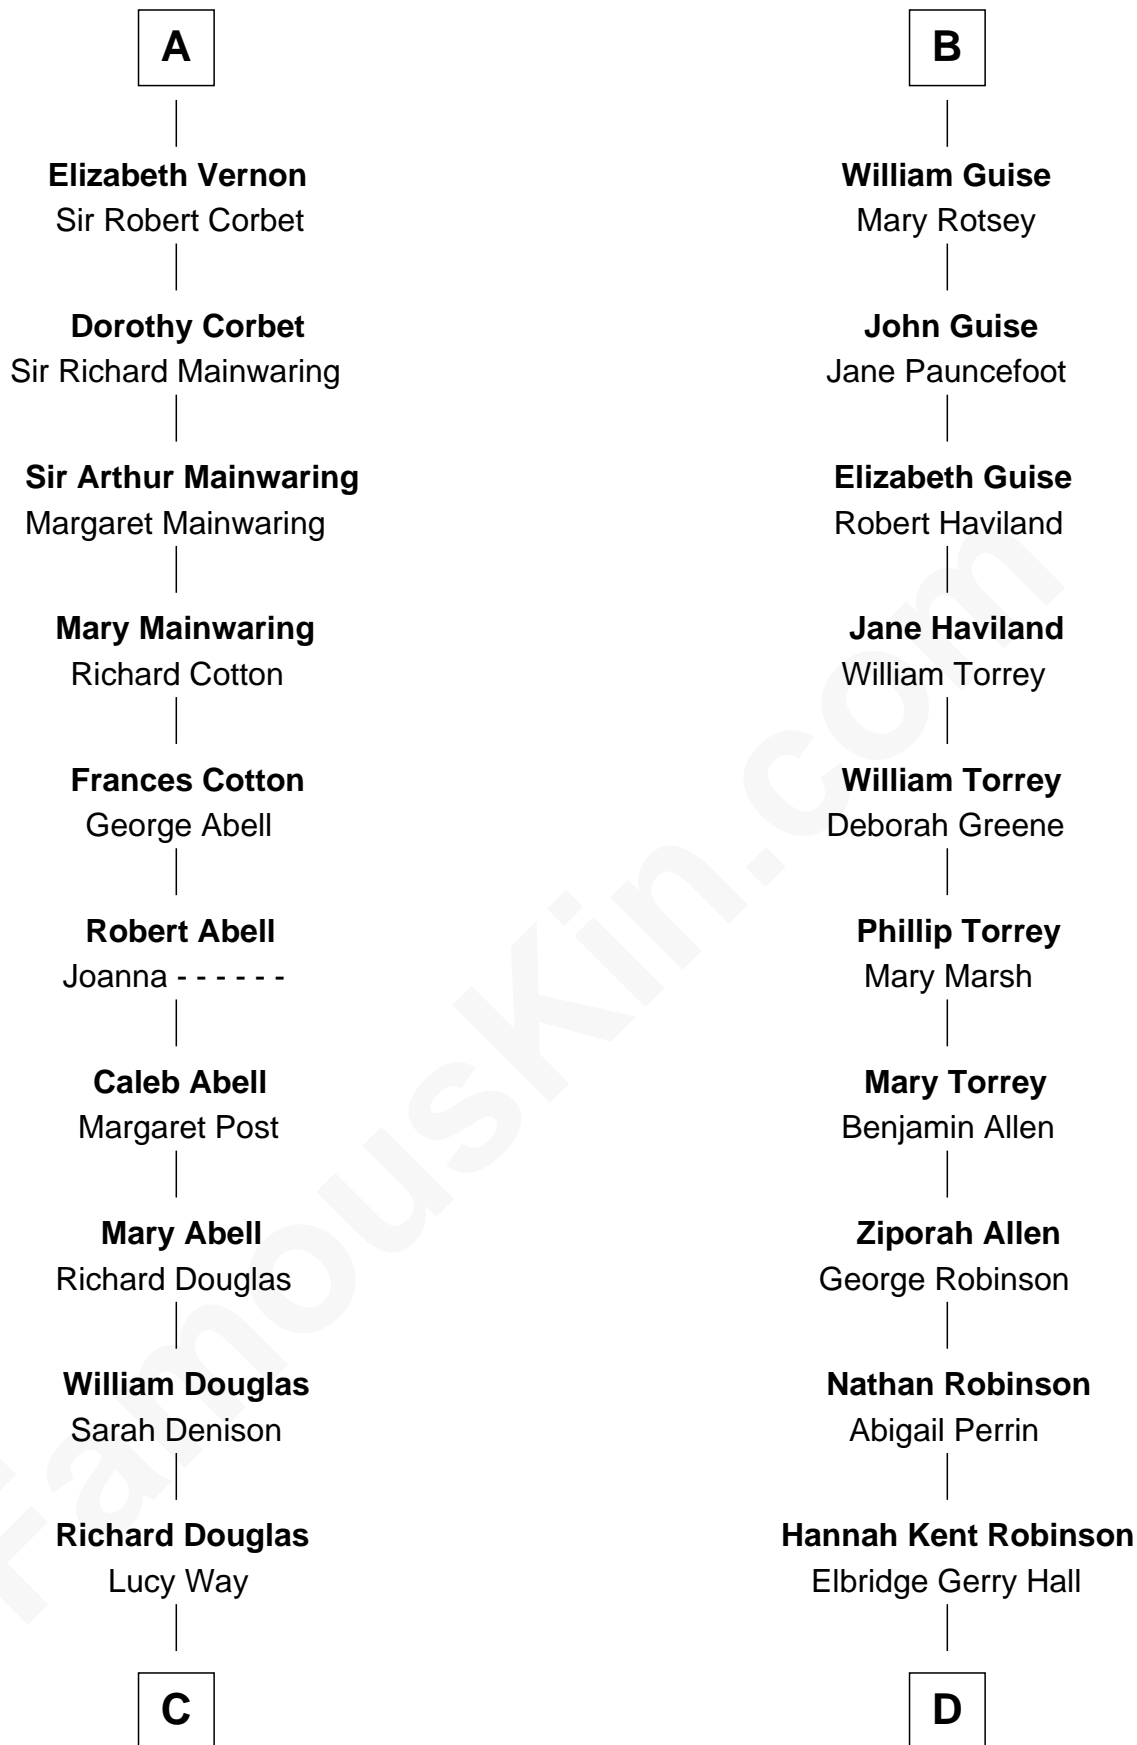 A
Elizabeth Vernon
Sir Robert Corbet
Dorothy Corbet
Sir Richard Mainwaring
Sir Arthur Mainwaring
Margaret Mainwaring
Mary Mainwaring
Richard Cotton
Frances Cotton
George Abell
Robert Abell
Joanna - - - - - -
Caleb Abell
Margaret Post
Mary Abell
Richard Douglas
William Douglas
Sarah Denison
Richard Douglas
Lucy Way
C
B
William Guise
Mary Rotsey
John Guise
Jane Pauncefoot
Elizabeth Guise
Robert Haviland
Jane Haviland
William Torrey
William Torrey
Deborah Greene
Phillip Torrey
Mary Marsh
Mary Torrey
Benjamin Allen
Ziporah Allen
George Robinson
Nathan Robinson
Abigail Perrin
Hannah Kent Robinson
Elbridge Gerry Hall
D
FamousKin.com